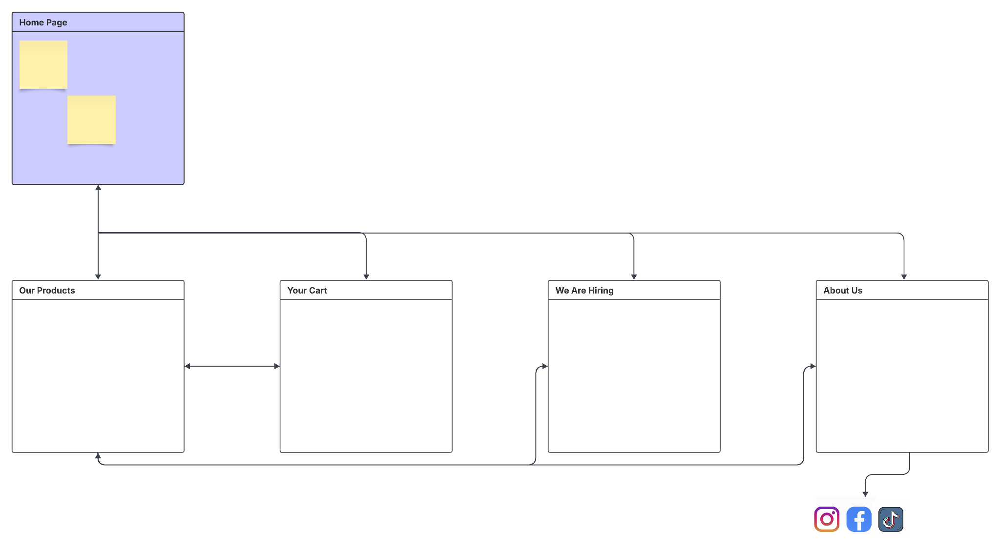 Home Page
Our Products
Your Cart
We Are Hiring
About Us